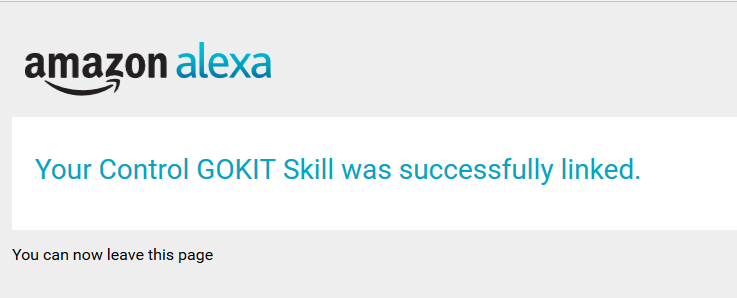 amazon alexa
Your Control GOKIT Skill was successfully linked.
You can now leave this page